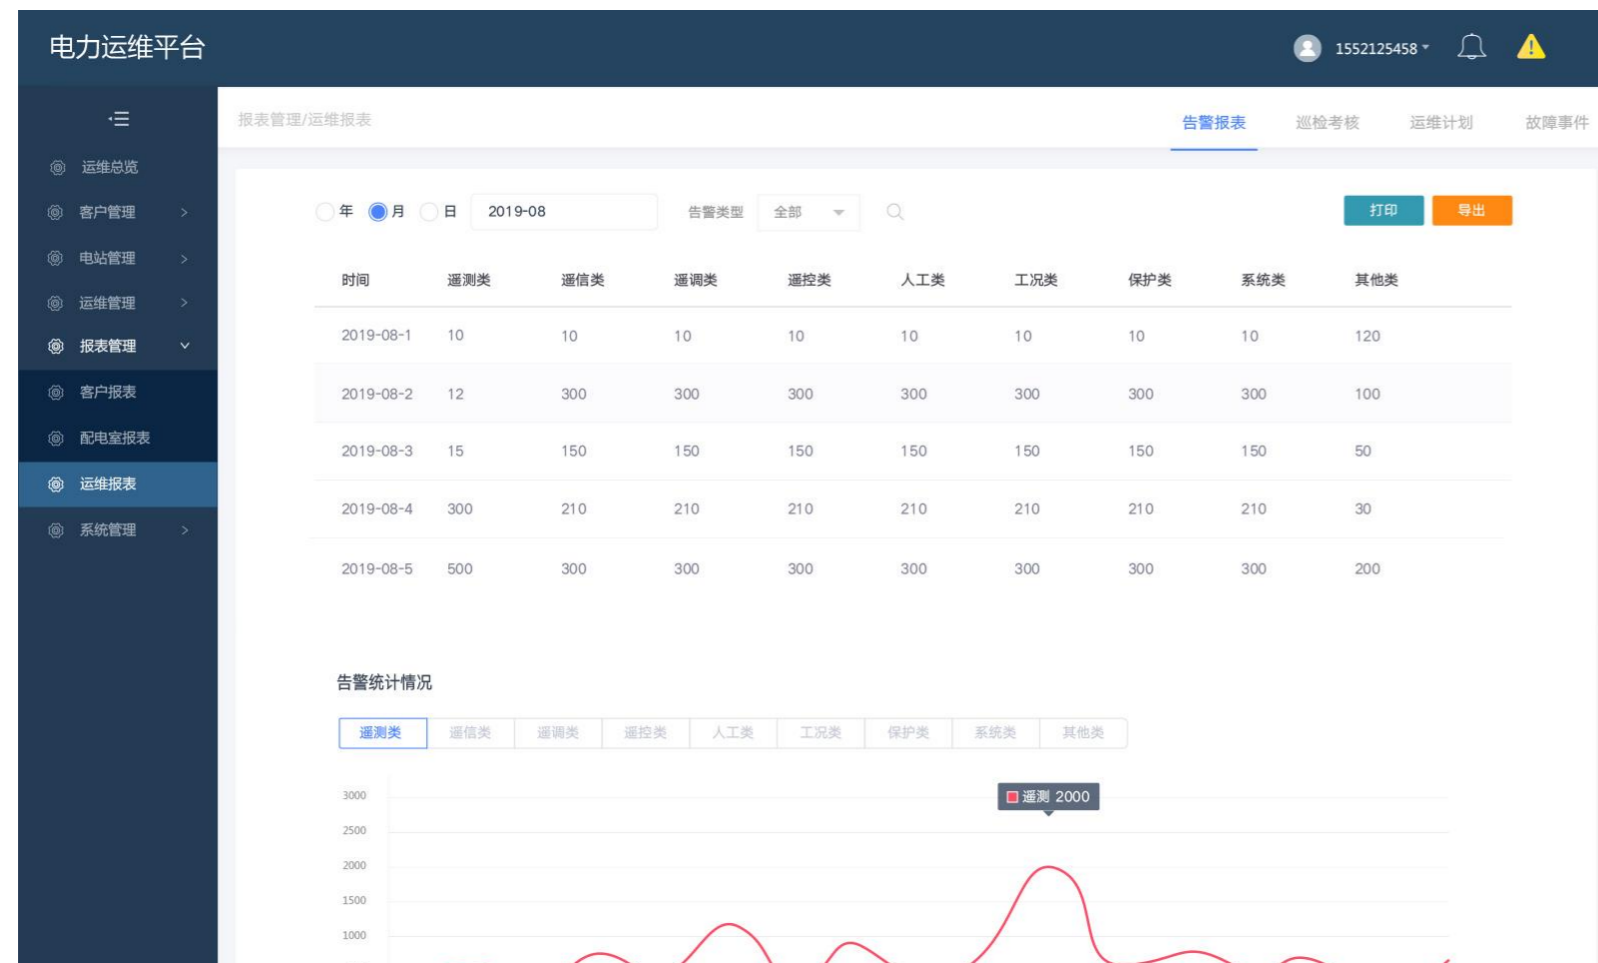 电力运维平台
1552125458
报表管理/运维报表
告警报表 巡检考核 运维计划 故障事件
运维总览
客户管理
电站管理
运维管理
报表管理
客户报表
配电室报表
运维报表
系统管理
年 月 日 2019-08 告警类型 全部 打印 导出
时间 遥测类 遥信类 遥调类 遥控类 人工类 工况类 保护类 系统类 其他类
2019-08-1 10 10 10 10 10 10 10 10 120
2019-08-2 12 300 300 300 300 300 300 300 100
2019-08-3 15 150 150 150 150 150 150 150 50
2019-08-4 300 210 210 210 210 210 210 210 30
2019-08-5 500 300 300 300 300 300 300 300 200
告警统计情况
遥测类 遥信类 遥调类 遥控类 人工类 工况类 保护类 系统类 其他类
遥测 2000
3000
2500
2000
1500
1000